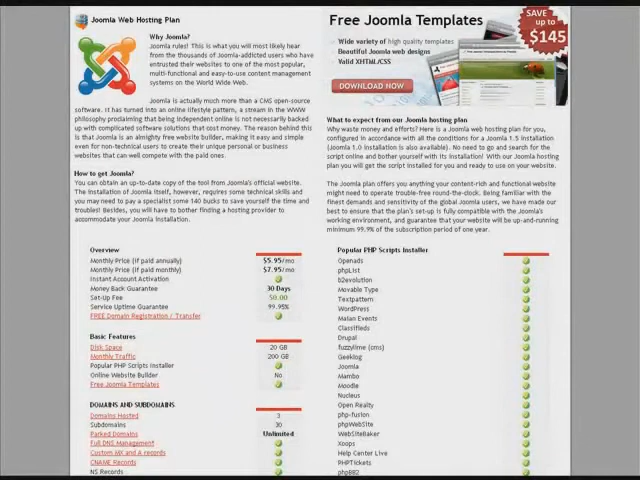 Joomla Web Hosting Plan
Why Joomla?
Joomla rules! This is what you will most likely hear
from the thousands of Joomla-addicted users who have
entrusted their websites to one of the most popular,
multi-functional and easy-to-use content management
systems on the World Wide Web.
Joomla is actually much more than a CMS open-source
software. It has turned into an online lifestyle pattern, a stream in the WWW
philosophy proclaiming that being independent online is not necessarily backed
up with complicated software solutions that cost money. The reason behind this
is that Joomla is an almighty free website builder, making it easy and simple
even for non-technical users to create their unique personal or business
websites that can well compete with the paid ones.
How to get Joomla?
You can obtain an up-to-date copy of the tool from Joomla's official website.
The installation of Joomla itself, however, requires some technical skills and
you may need to pay a specialist some 140 bucks to save yourself the time and
troubles! Besides, you will have to bother finding a hosting provider to
accommodate your Joomla installation.
Free Joomla Templates
SAVE
up to
$145
Wide variety of high quality templates
Beautiful Joomla web designs
Valid XHTML/CSS
DOWNLOAD NOW
What to expect from our Joomla hosting plan
Why waste money and efforts? Here is a Joomla web hosting plan for you,
configured in accordance with all the conditions for a Joomla 1.5 installation
(Joomla 1.0 installation is also available). No need to go and search for the
script online and bother yourself with its installation! With our Joomla hosting
plan you will get the script installed for you and ready to use on your website.
The Joomla plan offers you anything your content-rich and functional website
might need to operate trouble-free round-the-clock. Being familiar with the
finest demands and sensitivity of the global Joomla users, we have made our
best to ensure that the plan's set-up is fully compatible with the Joomla's
working environment, and guarantee that your website will be up-and-running
minimum 99.9% of the subscription period of one year.
Overview
Monthly Price (if paid annually) $5.95/mo
Monthly Price (if paid monthly) $7.95/mo
Instant Account Activation
Money Back Guarantee 30 Days
Set-Up Fee $0.00
Service Uptime Guarantee 99.95%
FREE Domain Registration / Transfer
Basic Features
Disk Space 20 GB
Monthly Traffic 200 GB
Popular PHP Scripts Installer
Online Website Builder No
Free Joomla Templates
DOMAINS AND SUBDOMAINS
Domains Hosted 3
Subdomains 30
Parked Domains Unlimited
Full DNS Management
Custom MX and A records
CNAME Records
NS Records
Popular PHP Scripts Installer
Openads
phpList
b2evolution
Movable Type
Textpattern
WordPress
Maian Events
Classifieds
Drupal
fuzzylime (cms)
Geeklog
Joomla
Mambo
Moodle
Nucleus
Open Realty
php-fusion
phpWebSite
WebSiteBaker
Xoops
Help Center Live
PHPTickets
phpBB2